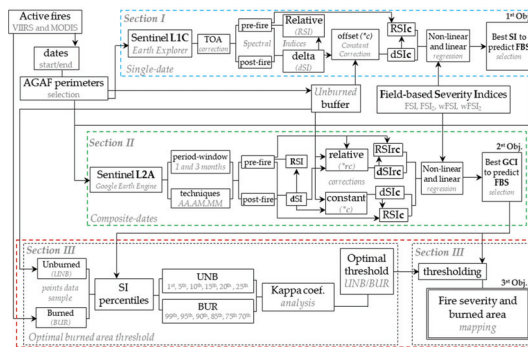 Active fires
VIIRS and MODIS
dates
start/end
AGAF perimeters
selection
Section I
1st Obj.
Sentinel L1C
Earth Explorer
TOA
correction
pre-fire
Spectral
Indices
post-fire
Relative
(RSI)
delta
(dSI)
offset (*c)
Constant
Correction
RSIc
dSIc
Non-linear
and linear
regression
Best SI to
predict FBS
selection
Single-date
Unburned
buffer
Field-based Severity Indices
FSI, FSI2, wFSI, wFSI2
Section II
2st Obj.
Sentinel L2A
Google Earth Engine
period-window
1 and 3 months
techniques
AA,AM,MM
pre-fire
post-fire
RSI
dSI
relative
(*rc)
corrections
constant
(*c)
RSIrc
dSIrc
dSIc
RSIc
Non-linear
and linear
regression
Best GCI to
predict
FBS
selection
Composite-dates
Section III
Unburned
(UNB)
points data
sample
Burned
(BUR)
SI
percentiles
UNB
1st, 5th, 10th, 15th, 20th, 25th
BUR
99th, 95th, 90th, 85th, 75th 70th
Kappa coef.
analysis
Optimal
threshold
UNB/BUR
Optimal burned area threshold
Section III
thresholding
3st Obj.
Fire severity and
burned area
mapping